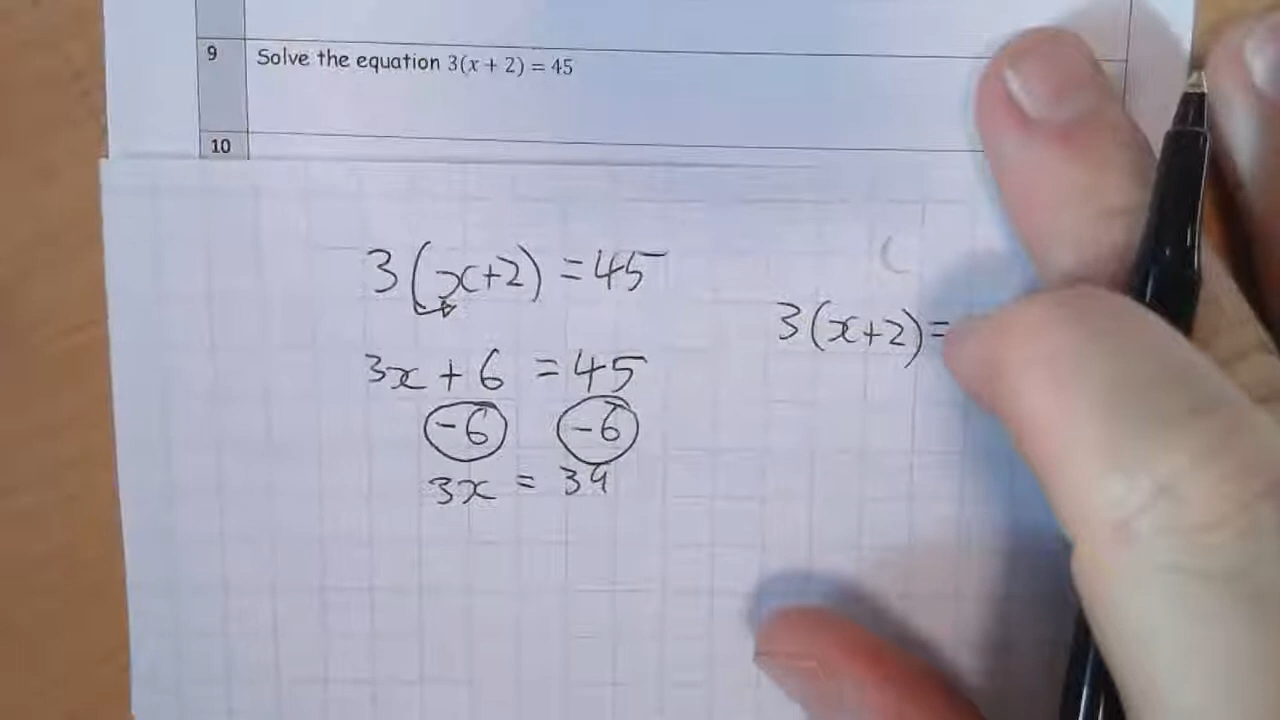 9 Solve the equation 3(x + 2) = 45
10
3(x+2) = 45
3x + 6 = 45
-6 -6
3x = 39
3(x+2)=